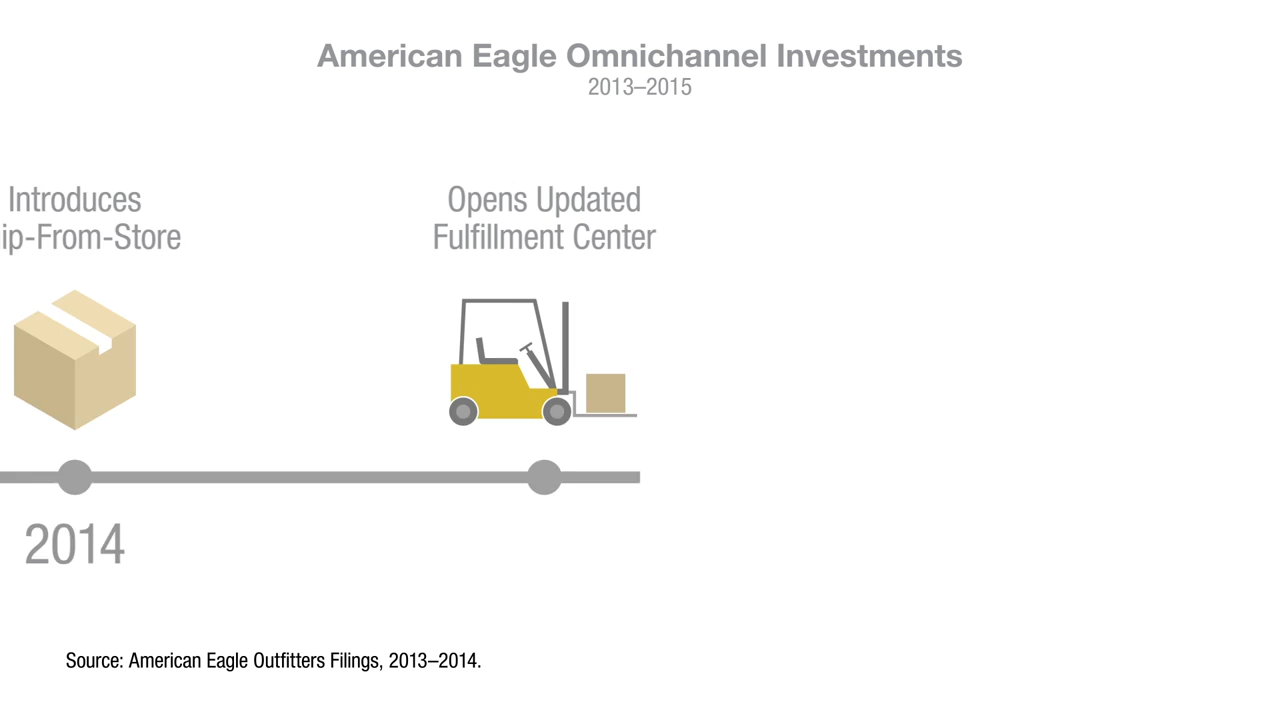 American Eagle Omnichannel Investments
2013–2015
Introduces
ip-From-Store
Opens Updated
Fulfillment Center
2014
Source: American Eagle Outfitters Filings, 2013–2014.